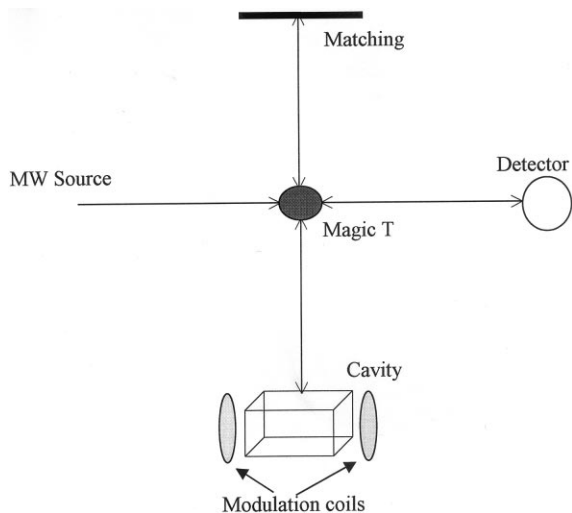 Matching
Detector
MW Source
Magic T
Cavity
Modulation coils